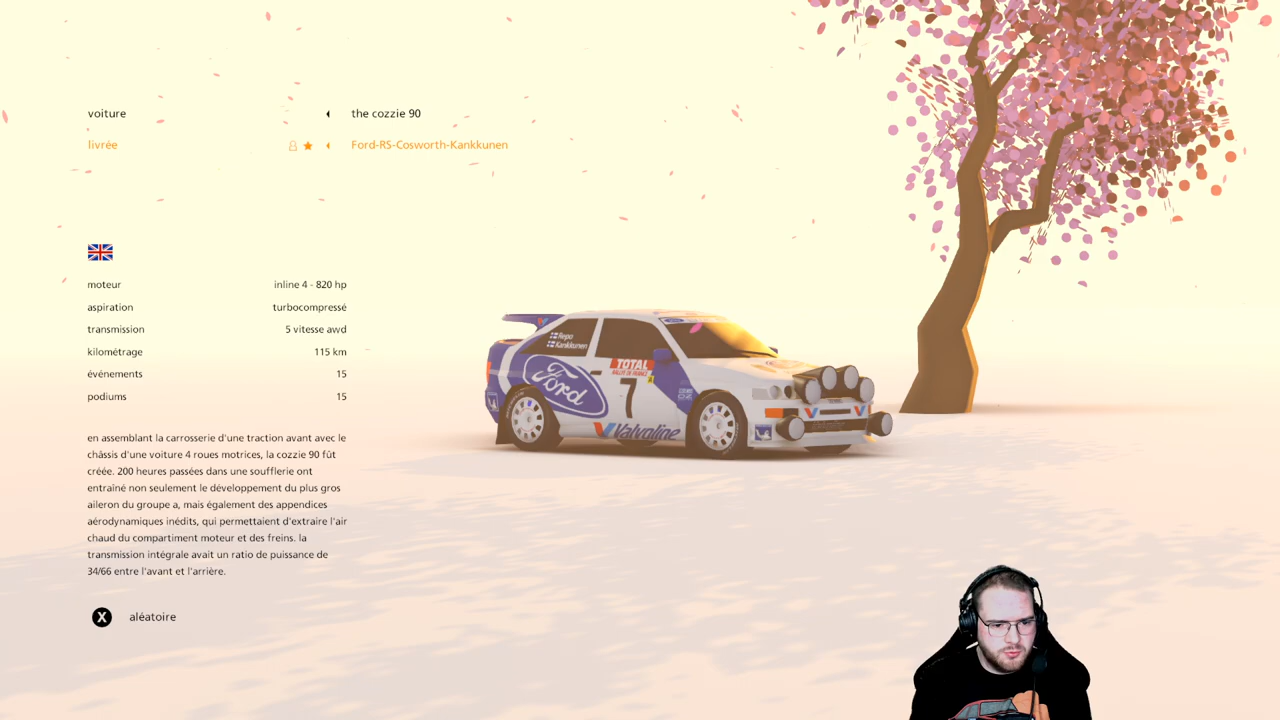 voiture the cozzie 90
livrée Ford-RS-Cosworth-Kankkunen
moteur inline 4 - 820 hp
aspiration turbocompressé
transmission 5 vitesse awd
kilométrage 115 km
événements 15
podiums 15
en assemblant la carrosserie d'une traction avant avec le
châssis d'une voiture 4 roues motrices, la cozzie 90 fût
créée. 200 heures passées dans une soufflerie ont
entraîné non seulement le développement du plus gros
aileron du groupe a, mais également des appendices
aérodynamiques inédits, qui permettaient d'extraire l'air
chaud du compartiment moteur et des freins. la
transmission intégrale avait un ratio de puissance de
34/66 entre l'avant et l'arrière.
X aléatoire
Repo
Kankkunen
TOTAL
7
Ford
Valvoline